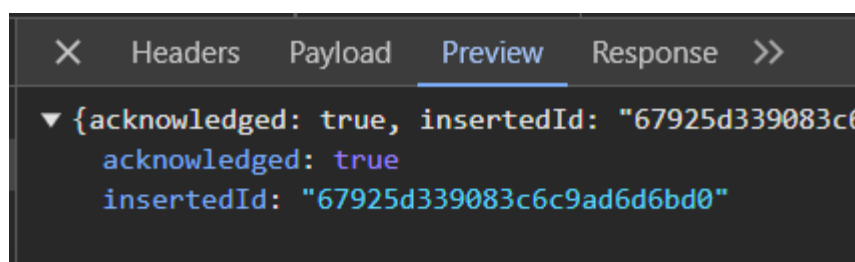 × Headers Payload Preview Response >>
▼ {acknowledged: true, insertedId: "67925d339083c6
acknowledged: true
insertedId: "67925d339083c6c9ad6d6bd0"